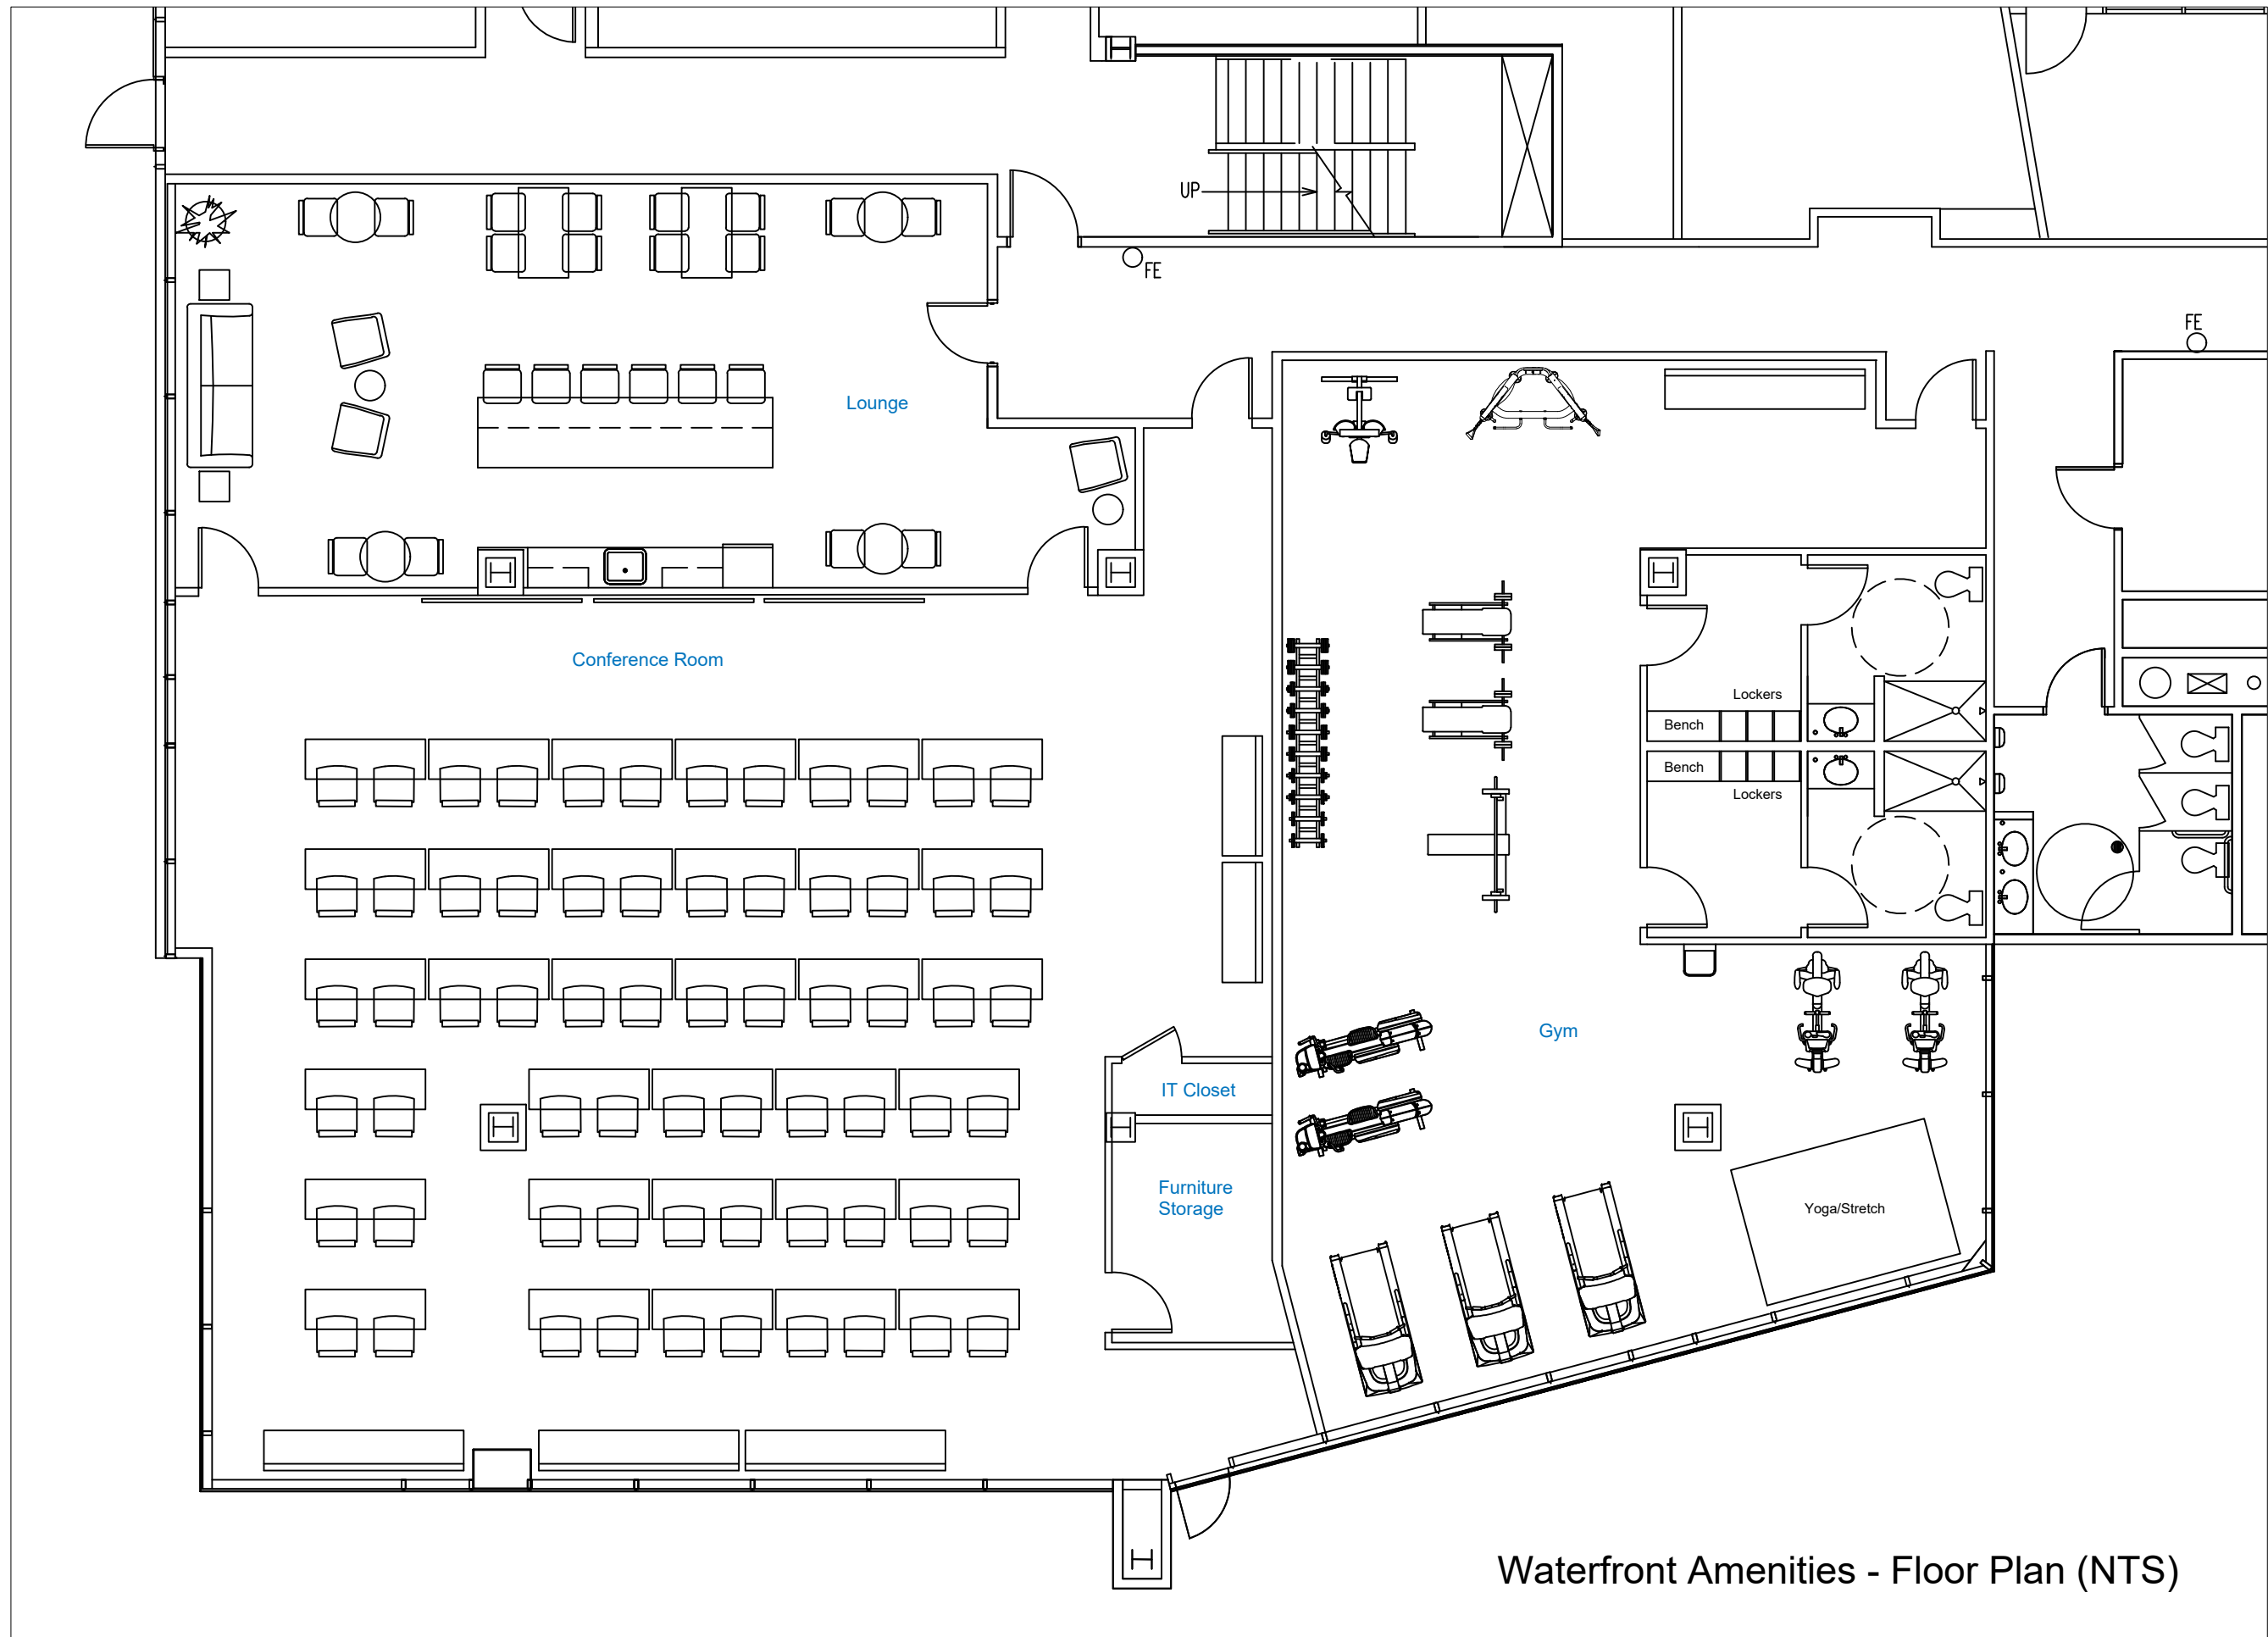 UP
FE
FE
Lounge
Conference Room
Lockers
Bench
Bench
Lockers
Gym
IT Closet
Furniture
Storage
Yoga/Stretch
Waterfront Amenities - Floor Plan (NTS)